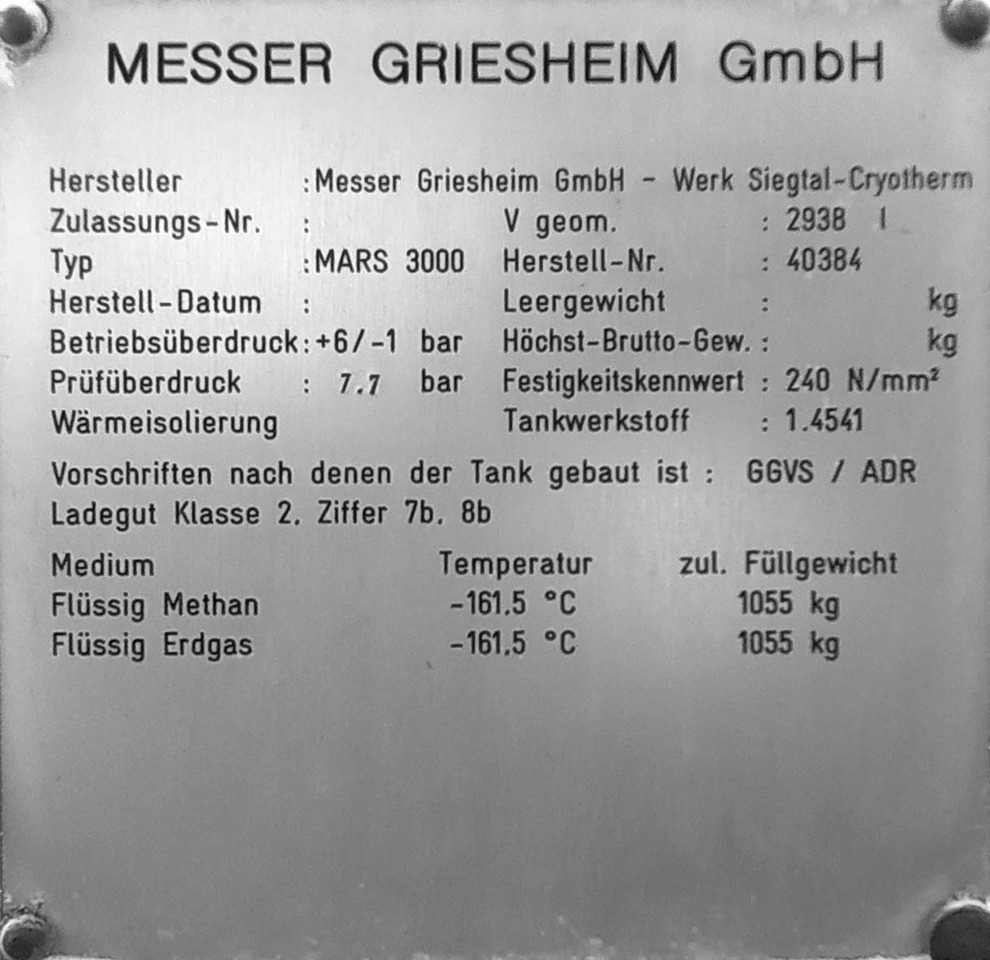 MESSER GRIESHEIM GmbH
Hersteller :Messer Griesheim GmbH - Werk Siegtal-Cryotherm
Zulassungs-Nr. : V geom. : 2938 l
Typ :MARS 3000 Herstell-Nr. : 40384
Herstell-Datum : Leergewicht : kg
Betriebsüberdruck:+6/-1 bar Höchst-Brutto-Gew. : kg
Prüfüberdruck : 7.7 bar Festigkeitskennwert : 240 N/mm²
Wärmeisolierung Tankwerkstoff : 1.4541
Vorschriften nach denen der Tank gebaut ist : GGVS / ADR
Ladegut Klasse 2. Ziffer 7b. 8b
Medium Temperatur zul. Füllgewicht
Flüssig Methan -161.5 °C 1055 kg
Flüssig Erdgas -161.5 °C 1055 kg